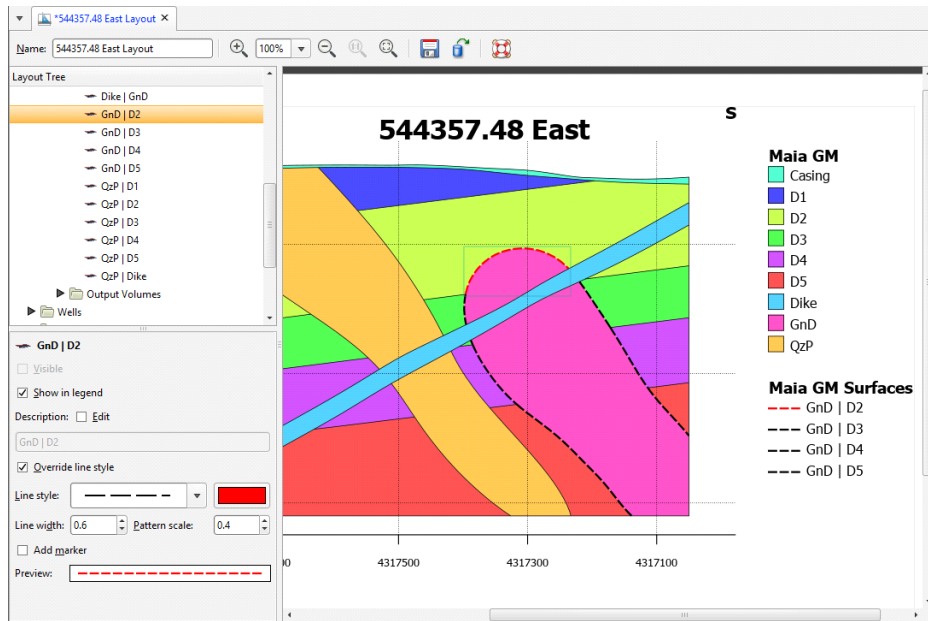 *544357.48 East Layout
Name: 544357.48 East Layout
100%
Layout Tree
Dike | GnD
GnD | D2
GnD | D3
GnD | D4
GnD | D5
QzP | D1
QzP | D2
QzP | D3
QzP | D4
QzP | D5
QzP | Dike
Output Volumes
Wells
GnD | D2
Visible
Show in legend
Description: Edit
GnD | D2
Override line style
Line style:
Line width: 0.6 Pattern scale: 0.4
Add marker
Preview:
544357.48 East
S
Maia GM
Casing
D1
D2
D3
D4
D5
Dike
GnD
QzP
Maia GM Surfaces
GnD | D2
GnD | D3
GnD | D4
GnD | D5
4317500
4317300
4317100